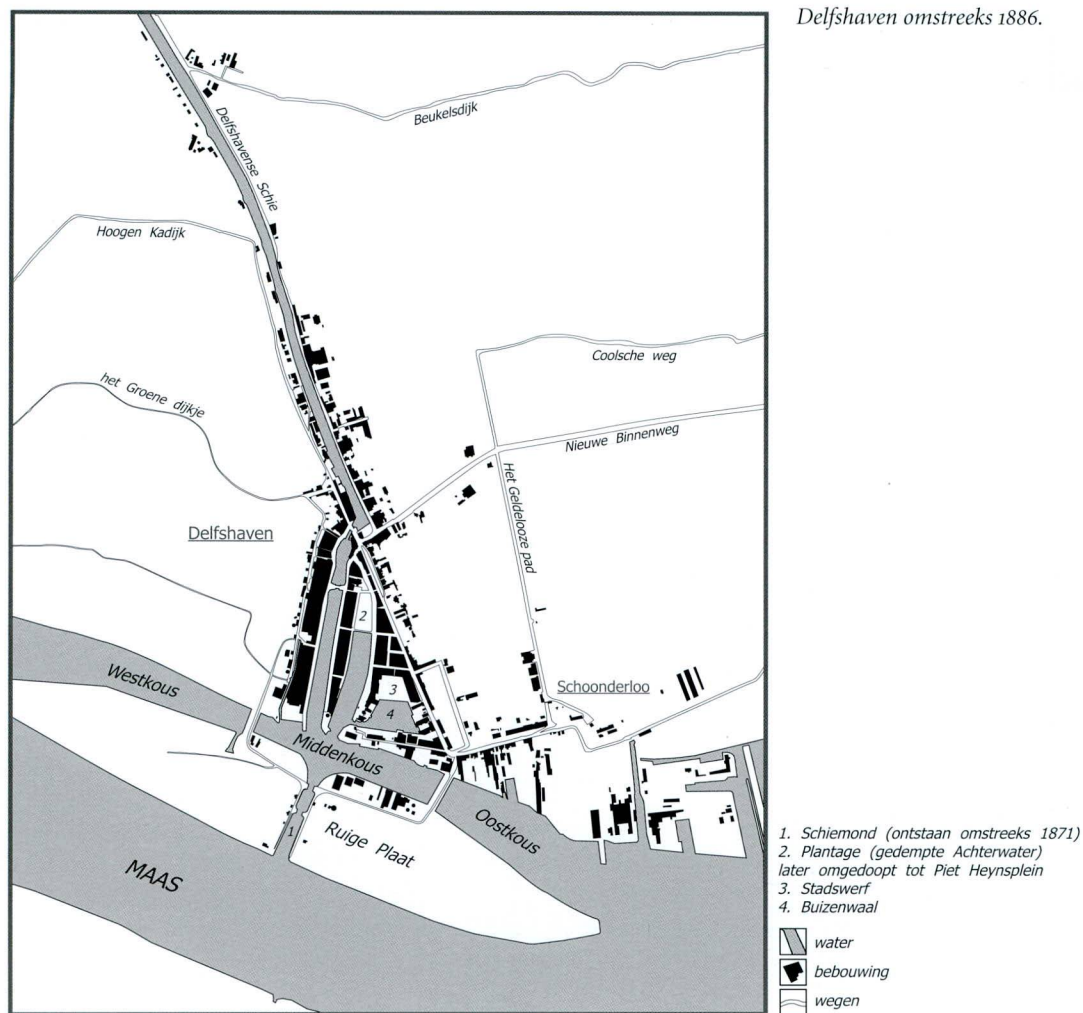 Delfshaven omstreeks 1886.
Beukelsdijk
Delfshavense Schie
Hoogen Kadijk
Coolsche weg
het Groene dijkje
Nieuwe Binnenweg
Het Geldelooze pad
Delfshaven
2
Westkous
3
Schoonderloo
4
Middenkous
Oostkous
1
Ruige Plaat
MAAS
1. Schiemond (ontstaan omstreeks 1871)
2. Plantage (gedempte Achterwater)
later omgedoopt tot Piet Heynsplein
3. Stadswerf
4. Buizenwaal
water
bebouwing
wegen